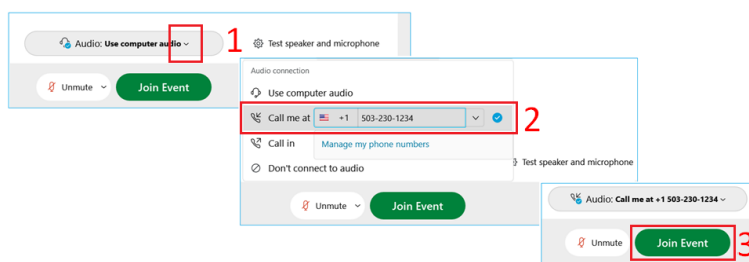 Audio: Use computer audio
1
Test speaker and microphone
Unmute
Join Event
Audio connection
Use computer audio
Call me at +1 503-230-1234
2
Call in
Manage my phone numbers
Test speaker and microphone
Don't connect to audio
Unmute
Join Event
Audio: Call me at +1 503-230-1234
Unmute
Join Event
3